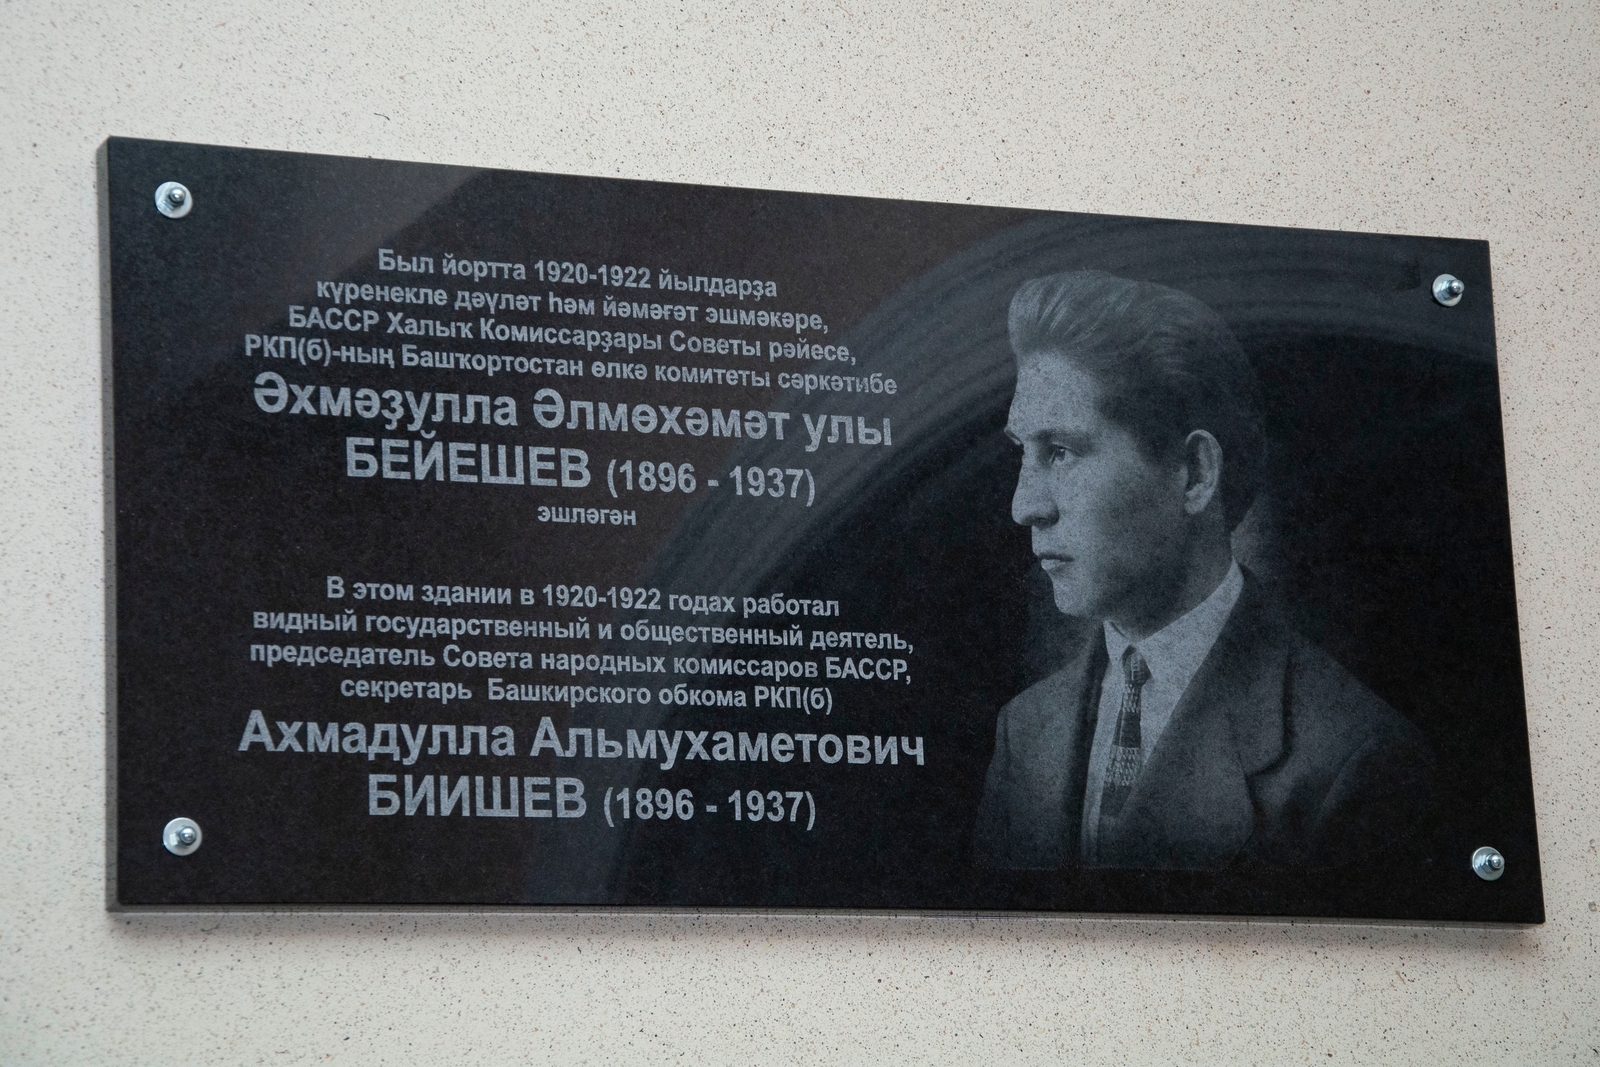 Был йортта 1920-1922 йылдарҙа
күренекле дәүләт һәм йәмәғәт эшмәкәре,
БАССР Халыҡ Комиссарҙары Советы рәйесе,
РКП(б)-ның Башҡортостан өлкә комитеты сәркәтибе
Әхмәҙулла Әлмөхәмәт улы
БЕЙЕШЕВ (1896 - 1937)
эшләгән
В этом здании в 1920-1922 годах работал
видный государственный и общественный деятель,
председатель Совета народных комиссаров БАССР,
секретарь Башкирского обкома РКП(б)
Ахмадулла Альмухаметович
БИИШЕВ (1896 - 1937)